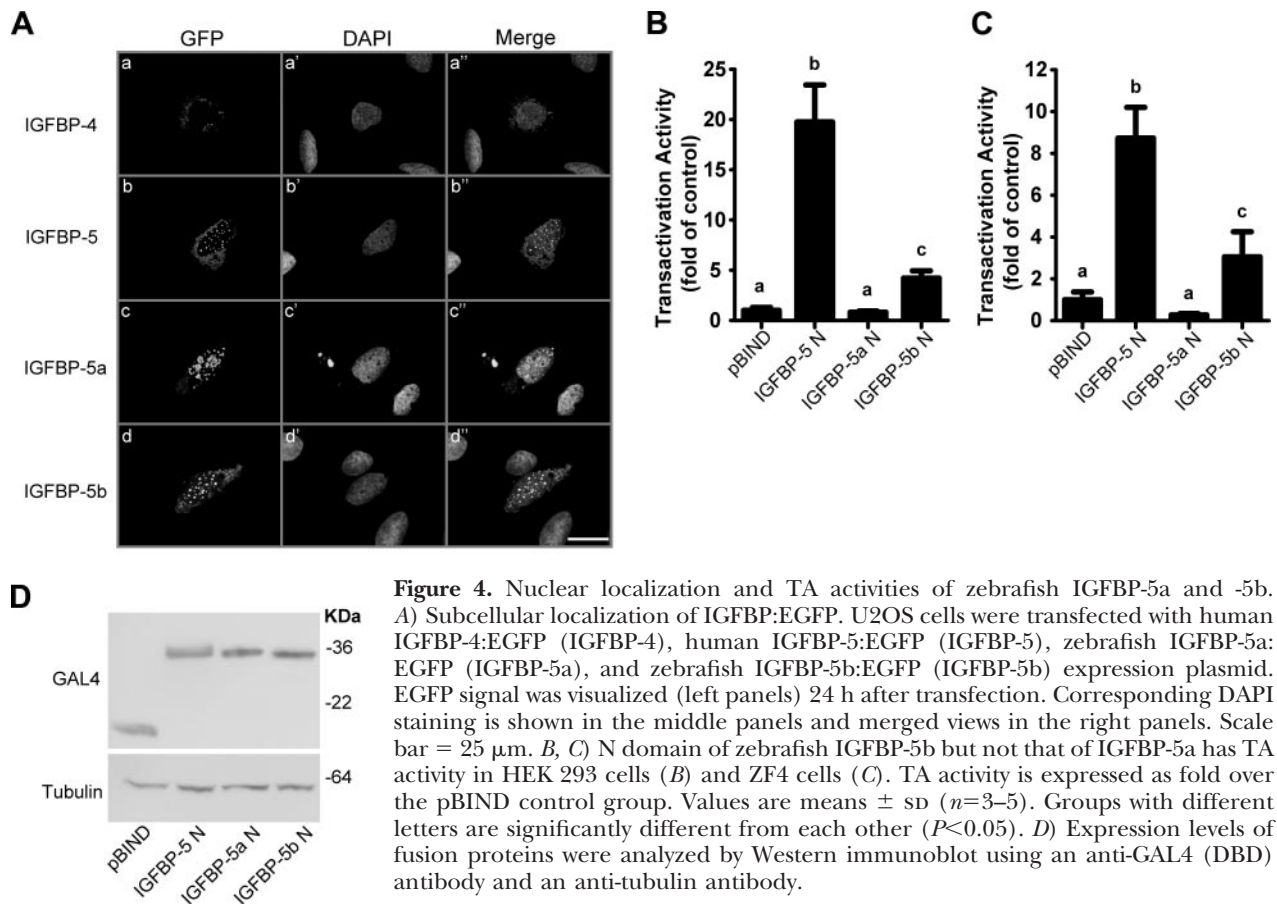 A
GFP DAPI Merge
IGFBP-4
a a' a"
IGFBP-5
b b' b"
IGFBP-5a
c c' c"
IGFBP-5b
d d' d"
B
Transactivation Activity
(fold of control)
25
20
15
10
5
0
a b a c
pBIND IGFBP-5 N IGFBP-5a N IGFBP-5b N
C
Transactivation Activity
(fold of control)
12
10
8
6
4
2
0
a b a c
pBIND IGFBP-5 N IGFBP-5a N IGFBP-5b N
D
KDa
GAL4
-36
-22
Tubulin
-64
pBIND IGFBP-5 N IGFBP-5a N IGFBP-5b N
Figure 4. Nuclear localization and TA activities of zebrafish IGFBP-5a and -5b.
A) Subcellular localization of IGFBP:EGFP. U2OS cells were transfected with human
IGFBP-4:EGFP (IGFBP-4), human IGFBP-5:EGFP (IGFBP-5), zebrafish IGFBP-5a:
EGFP (IGFBP-5a), and zebrafish IGFBP-5b:EGFP (IGFBP-5b) expression plasmid.
EGFP signal was visualized (left panels) 24 h after transfection. Corresponding DAPI
staining is shown in the middle panels and merged views in the right panels. Scale
bar = 25 μm. B, C) N domain of zebrafish IGFBP-5b but not that of IGFBP-5a has TA
activity in HEK 293 cells (B) and ZF4 cells (C). TA activity is expressed as fold over
the pBIND control group. Values are means ± SD (n=3–5). Groups with different
letters are significantly different from each other (P<0.05). D) Expression levels of
fusion proteins were analyzed by Western immunoblot using an anti-GAL4 (DBD)
antibody and an anti-tubulin antibody.